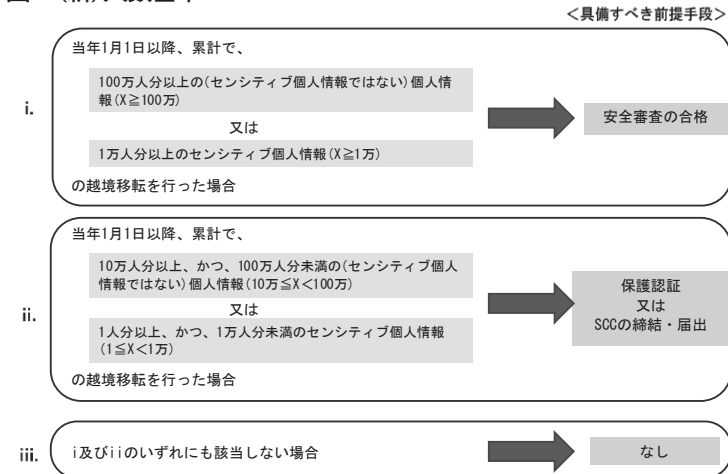 ＜具備すべき前提手段＞
当年1月1日以降、累計で、
100万人分以上の(センシティブ個人情報ではない)個人情
報(X≧100万)
i.
又は
安全審査の合格
1万人分以上のセンシティブ個人情報(X≧1万)
の越境移転を行った場合
当年1月1日以降、累計で、
10万人分以上、かつ、100万人分未満の(センシティブ個人
情報ではない)個人情報(10万≦X＜100万)
ii.
又は
1人分以上、かつ、1万人分未満のセンシティブ個人情報
(1≦X＜1万)
保護認証
又は
SCCの締結・届出
の越境移転を行った場合
iii.
i及びiiのいずれにも該当しない場合
なし